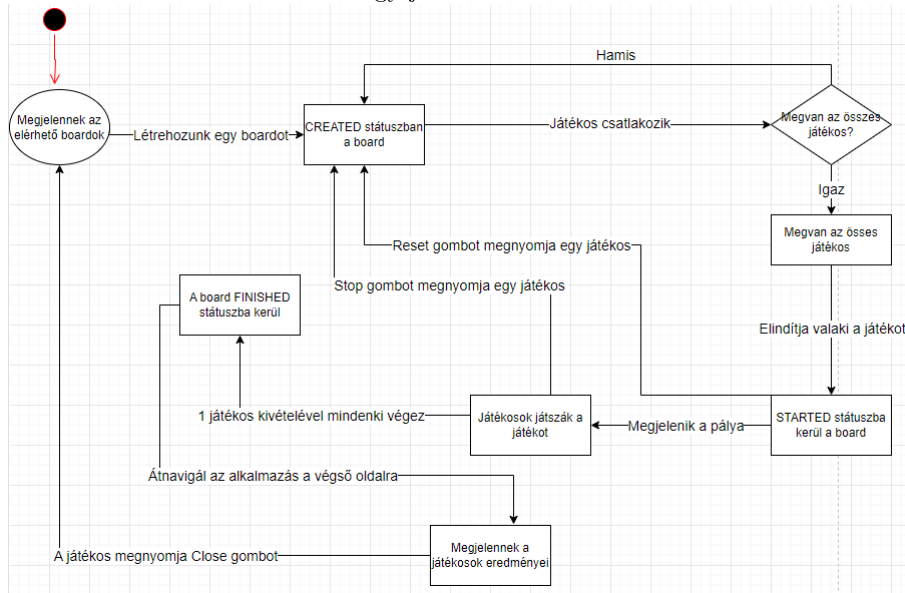 Hamis
Megjelennek az
elérhető boardok
Létrehozunk egy boardot
CREATED státuszban
a board
Játékos csatlakozik
Megvan az összes
játékos?
Igaz
Megvan az össes
játékos
Reset gombot megnyomja egy játékos
Stop gombot megnyomja egy játékos
A board FINISHED
státuszba kerül
Elindítja valaki a játékot
1 játékos kivételével mindenki végez
Játékosok játszák a
játékot
Megjelenik a pálya
STARTED státuszba
kerül a board
Átnavigál az alkalmazás a végső oldalra
A játékos megnyomja Close gombot
Megjelennek a
játékosok eredményei